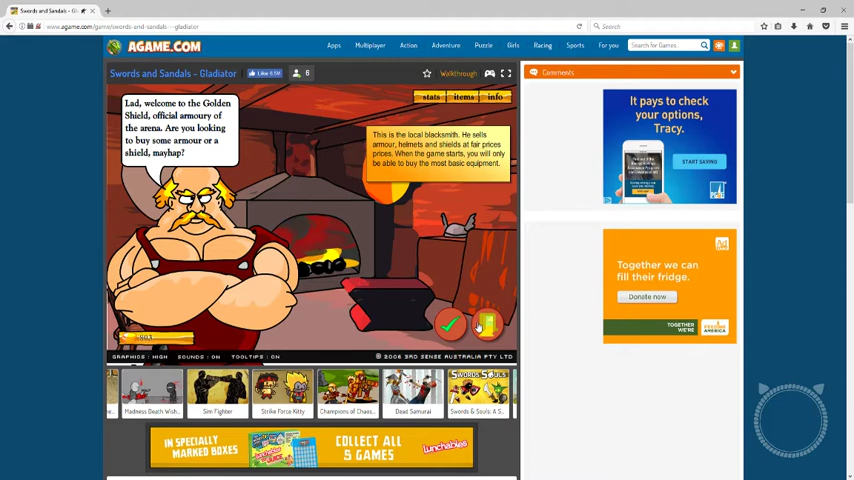 Swords and Sandals - Gladiator
www.agame.com/game/swords-and-sandals---gladiator
Search
AGAME.COM
Apps
Multiplayer
Action
Adventure
Puzzle
Girls
Racing
Sports
For you
Search for Games
Swords and Sandals - Gladiator
Like 6.5M
6
Walkthrough
Comments
Lad, welcome to the Golden
Shield, official armoury of
the arena. Are you looking
to buy some armour or a
shield, mayhap?
stats
items
info
This is the local blacksmith. He sells
armour, helmets and shields at fair prices
prices. When the game starts, you will only
be able to buy the most basic equipment.
GRAPHICS: HIGH
SOUNDS: ON
TOOLTIPS: ON
© 2006 3RD SENSE AUSTRALIA PTY LTD
It pays to check
your options,
Tracy.
START SAVING
Together we can
fill their fridge.
Donate now
TOGETHER
WE'RE
FEEDING
AMERICA
Madness Death Wish...
Sim Fighter
Strike Force Kitty
Champions of Chaos...
Dead Samurai
Swords & Souls: A S...
IN SPECIALLY
MARKED BOXES
COLLECT ALL
5 GAMES
Lunchables